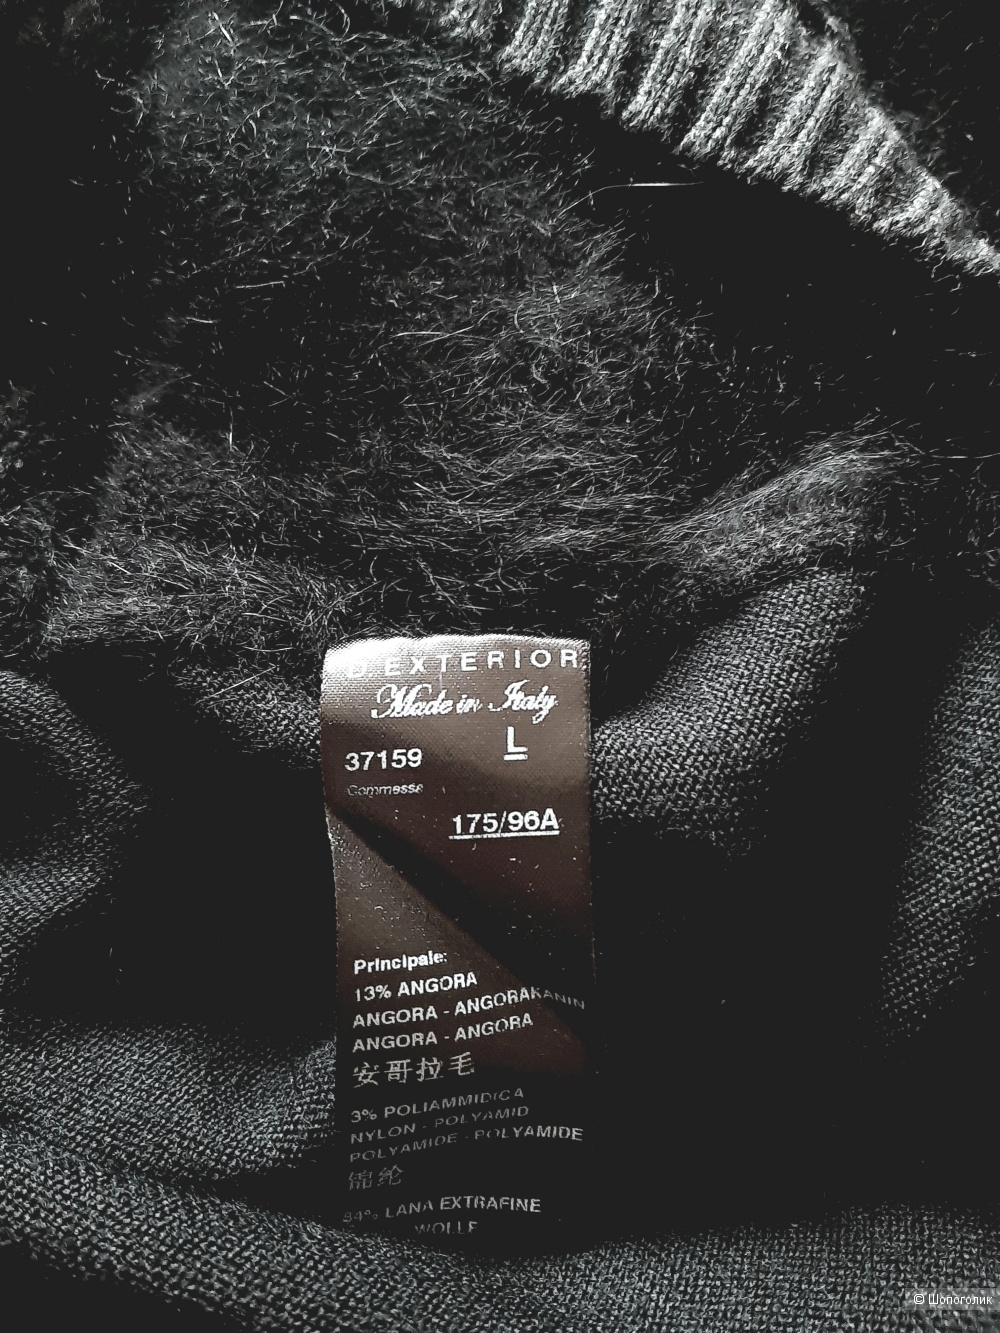 D.EXTERIOR
Made in Italy
L
37159
Commessa
175/96A
Principale:
13% ANGORA
ANGORA - ANGORAKANIN
ANGORA - ANGORA
安哥拉毛
3% POLIAMMIDICA
NYLON - POLYAMID
POLYAMIDE - POLYAMIDE
锦纶
84% LANA EXTRAFINE
WOLLE
© Шопоголик